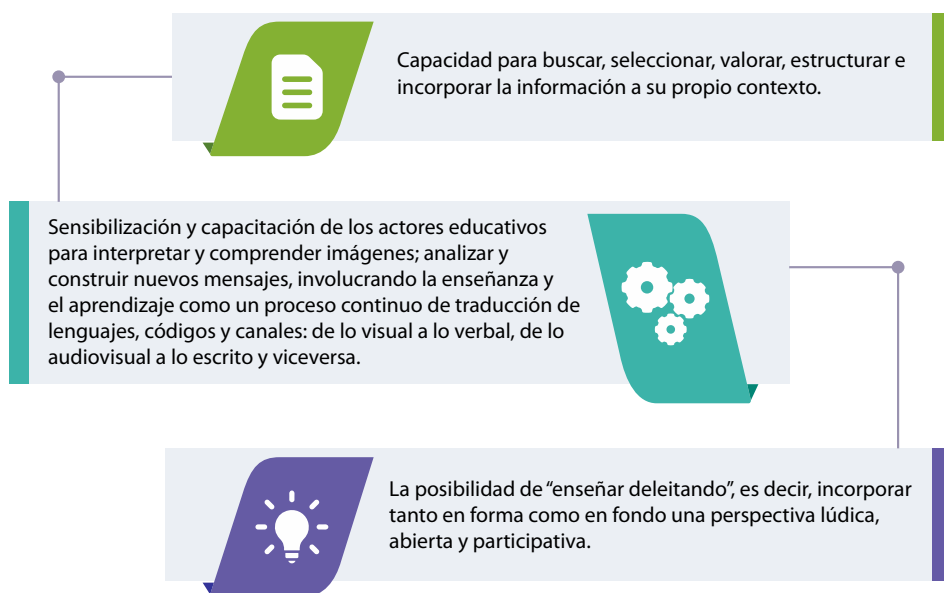 Capacidad para buscar, seleccionar, valorar, estructurar e
incorporar la información a su propio contexto.
Sensibilización y capacitación de los actores educativos
para interpretar y comprender imágenes; analizar y
construir nuevos mensajes, involucrando la enseñanza y
el aprendizaje como un proceso continuo de traducción de
lenguajes, códigos y canales: de lo visual a lo verbal, de lo
audiovisual a lo escrito y viceversa.
La posibilidad de “enseñar deleitando”, es decir, incorporar
tanto en forma como en fondo una perspectiva lúdica,
abierta y participativa.